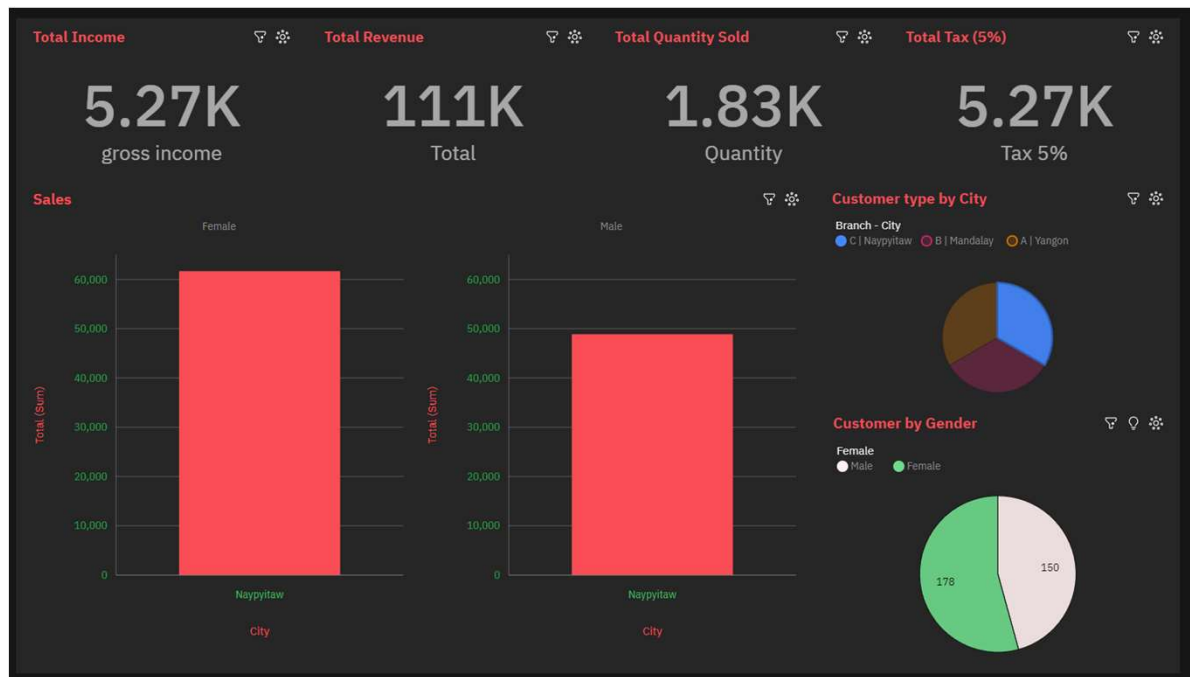 Total Income
Total Revenue
Total Quantity Sold
Total Tax (5%)
5.27K
gross income
111K
Total
1.83K
Quantity
5.27K
Tax 5%
Sales
Female
60,000
50,000
40,000
30,000
20,000
10,000
0
Total (Sum)
Naypyitaw
City
Male
60,000
50,000
40,000
30,000
20,000
10,000
0
Total (Sum)
Naypyitaw
City
Customer type by City
Branch - City
C | Naypyitaw B | Mandalay A | Yangon
Customer by Gender
Female
Male Female
178
150